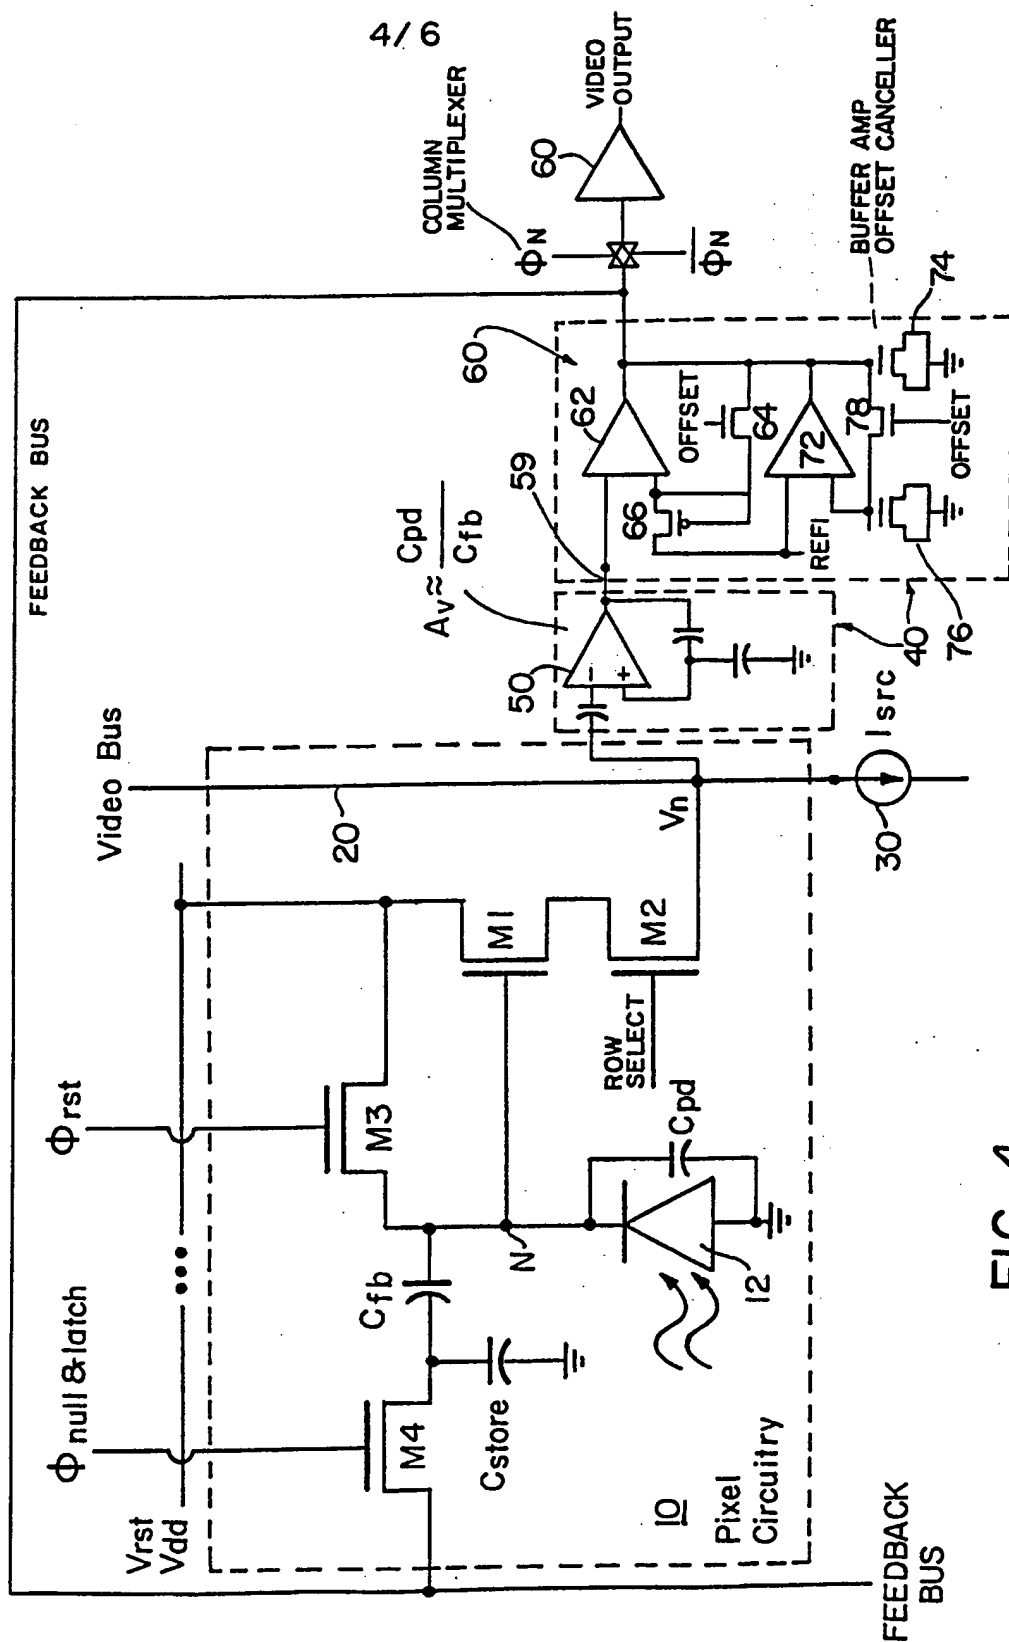 4/6
FEEDBACK BUS
Φnull&latch
Φrst
Vrst
Vdd
Video Bus
20
M4
Cfb
Cstore
M3
N
M1
M2
ROW
SELECT
Cpd
12
10
Pixel
Circuitry
Vn
30
Isrc
FEEDBACK
BUS
Av≈Cpd
Cfb
50
-
+
40
59
60
62
OFFSET
64
66
REF1
72
78
OFFSET
76
74
BUFFER AMP
OFFSET CANCELLER
COLUMN
MULTIPLEXER
ΦN
ΦN
60
VIDEO
OUTPUT
FIG. 4